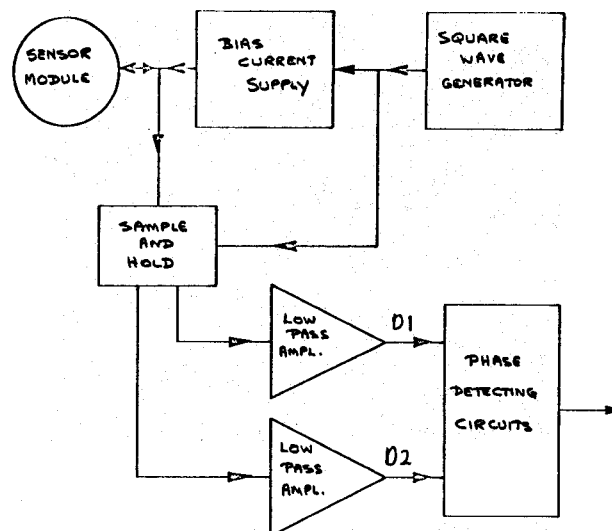 SENSOR
MODULE
BIAS
CURRENT
SUPPLY
SQUARE
WAVE
GENERATOR
SAMPLE
AND
HOLD
LOW
PASS
AMPL.
D1
PHASE
DETECTING
CIRCUITS
LOW
PASS
AMPL.
D2